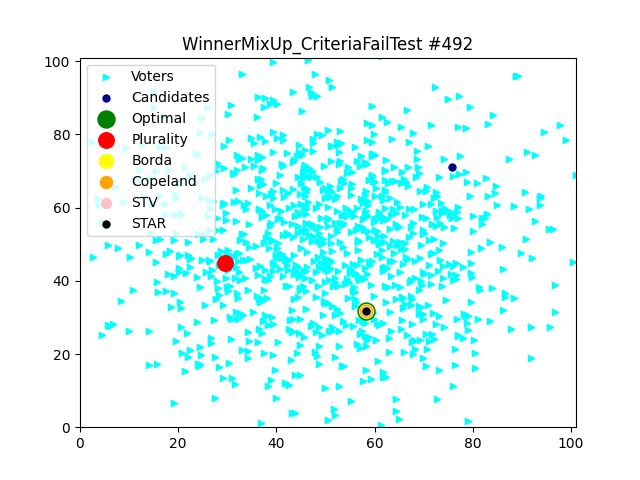 WinnerMixUp_CriteriaFailTest #492
Voters
Candidates
Optimal
Plurality
Borda
Copeland
STV
STAR
100
80
60
40
20
0
0 20 40 60 80 100